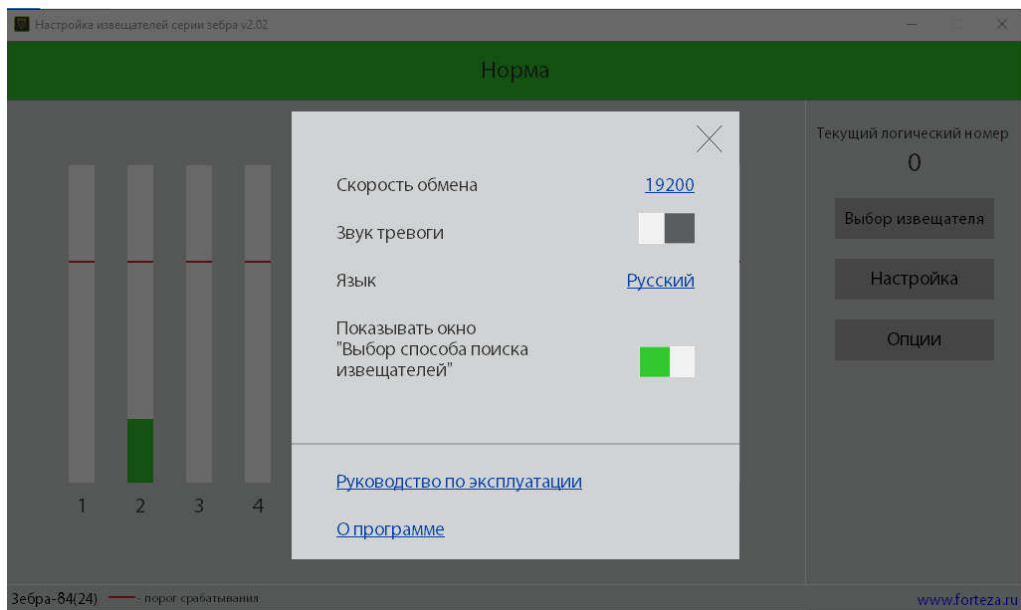 Настройка извещателей серии зебра v2.02
Норма
Текущий логический номер
0
Выбор извещателя
Настройка
Опции
Скорость обмена 19200
Звук тревоги
Язык Русский
Показывать окно
"Выбор способа поиска
извещателей"
Руководство по эксплуатации
О программе
1 2 3 4
Зебра-84(24) - порог срабатывания
www.forteza.ru